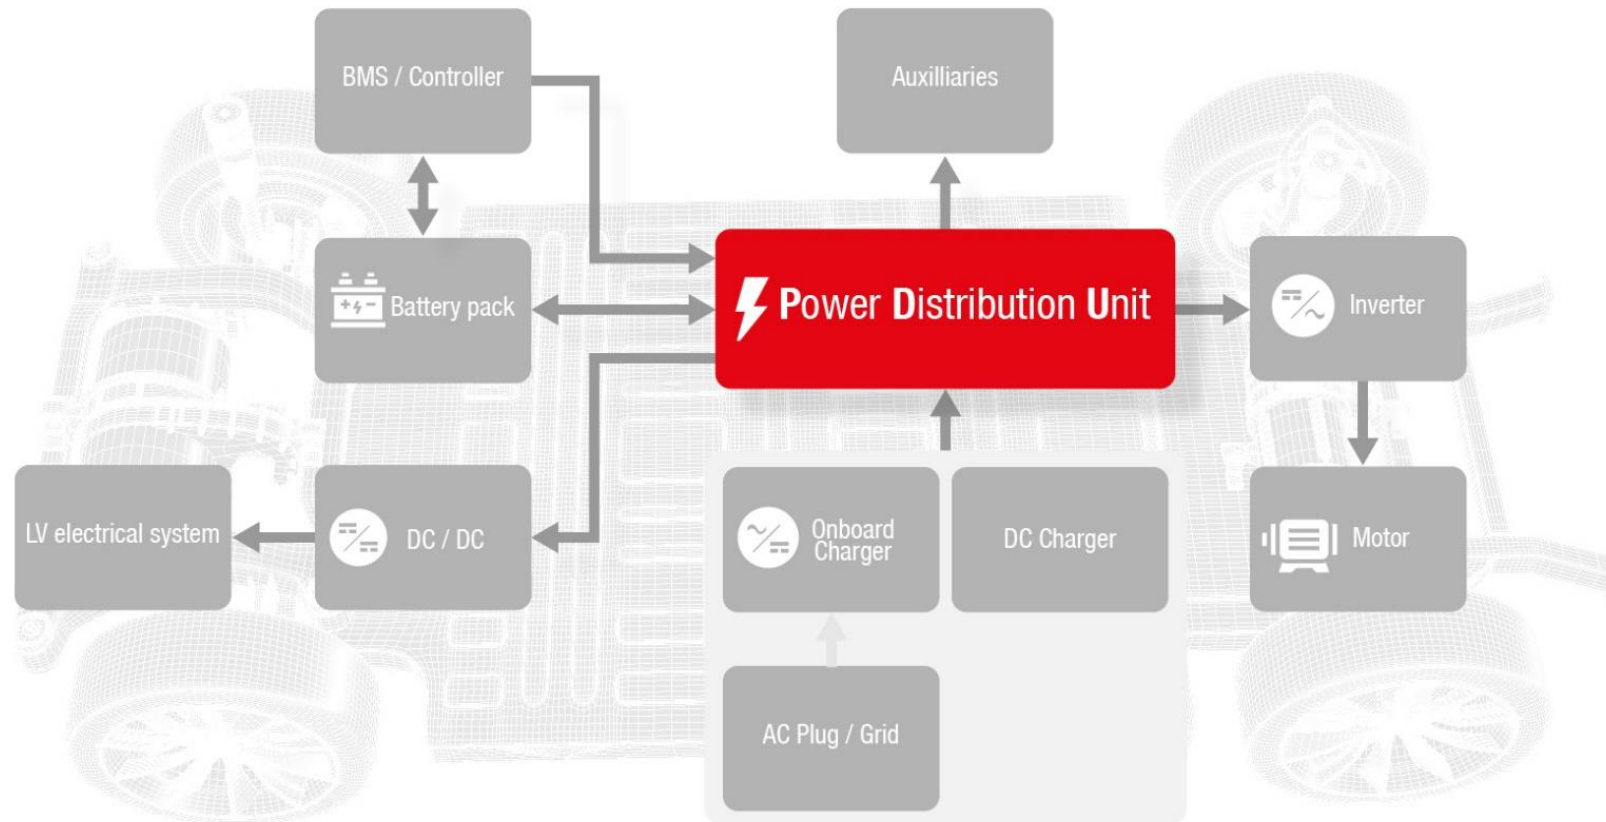 BMS / Controller
Auxilliaries
Battery pack
Power Distribution Unit
Inverter
LV electrical system
DC / DC
Onboard
Charger
DC Charger
Motor
AC Plug / Grid